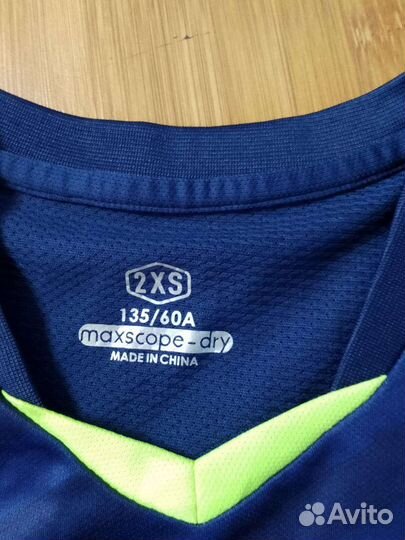 2XS
135/60A
maxscope-dry
MADE IN CHINA
Avito